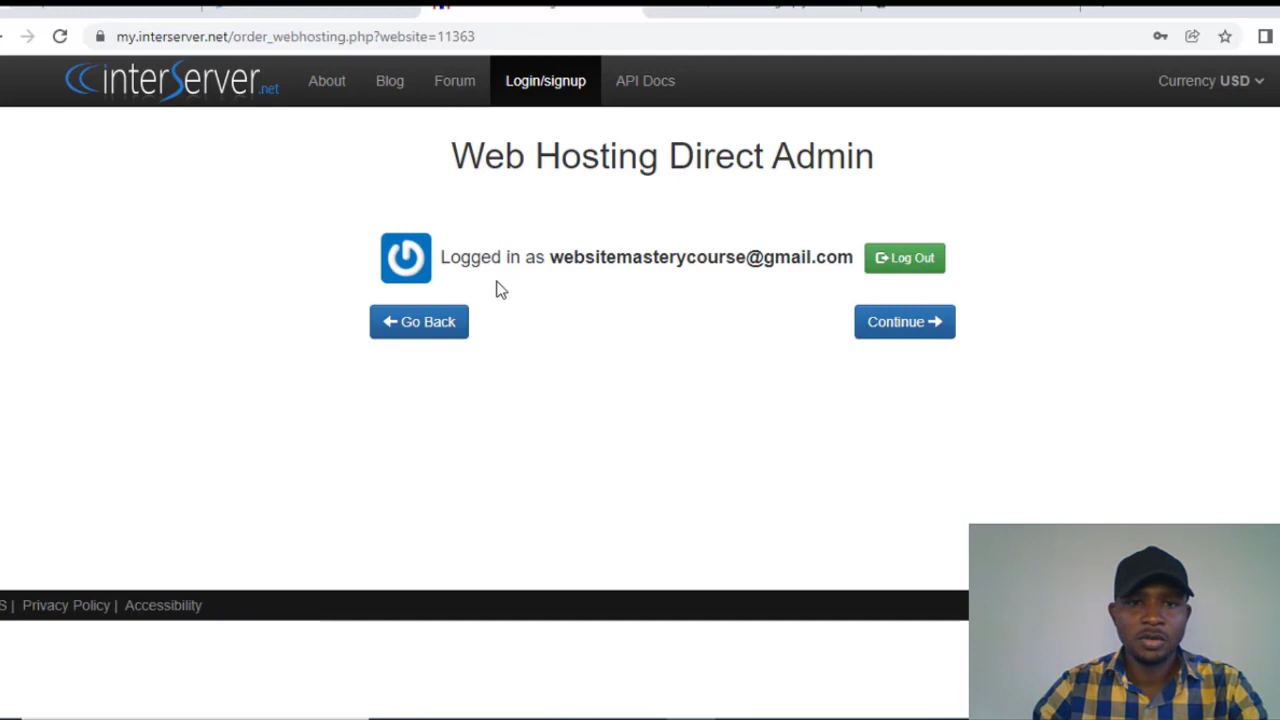 my.interserver.net/order_webhosting.php?website=11363
interServer.net About Blog Forum Login/signup API Docs Currency USD
Web Hosting Direct Admin
Logged in as websitemasterycourse@gmail.com Log Out
Go Back Continue
S | Privacy Policy | Accessibility